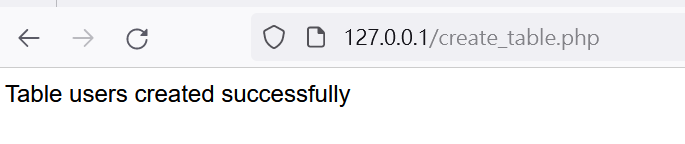 127.0.0.1/create_table.php
Table users created successfully